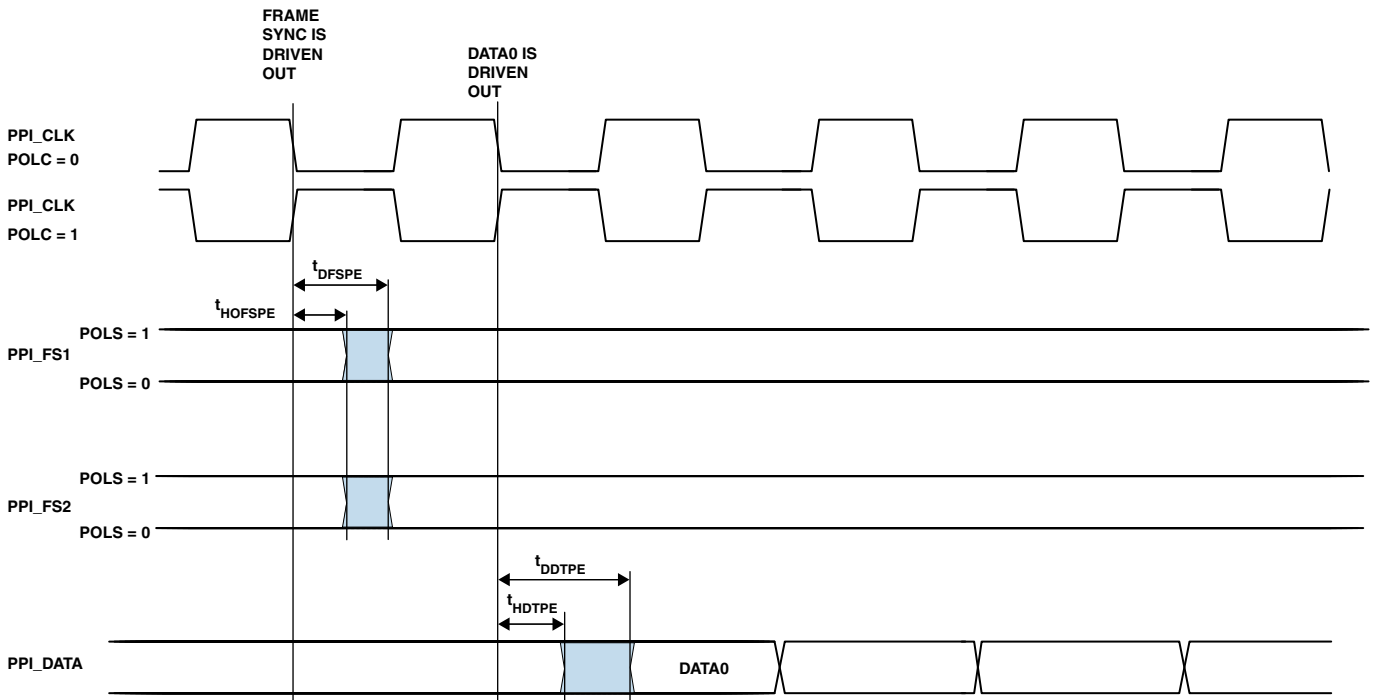 FRAME
SYNC IS
DRIVEN
OUT
DATA0 IS
DRIVEN
OUT
PPI_CLK
POLC = 0
PPI_CLK
POLC = 1
tDFSPE
tHOFSPE
POLS = 1
PPI_FS1
POLS = 0
POLS = 1
PPI_FS2
POLS = 0
tDDTPE
tHDTPE
PPI_DATA
DATA0